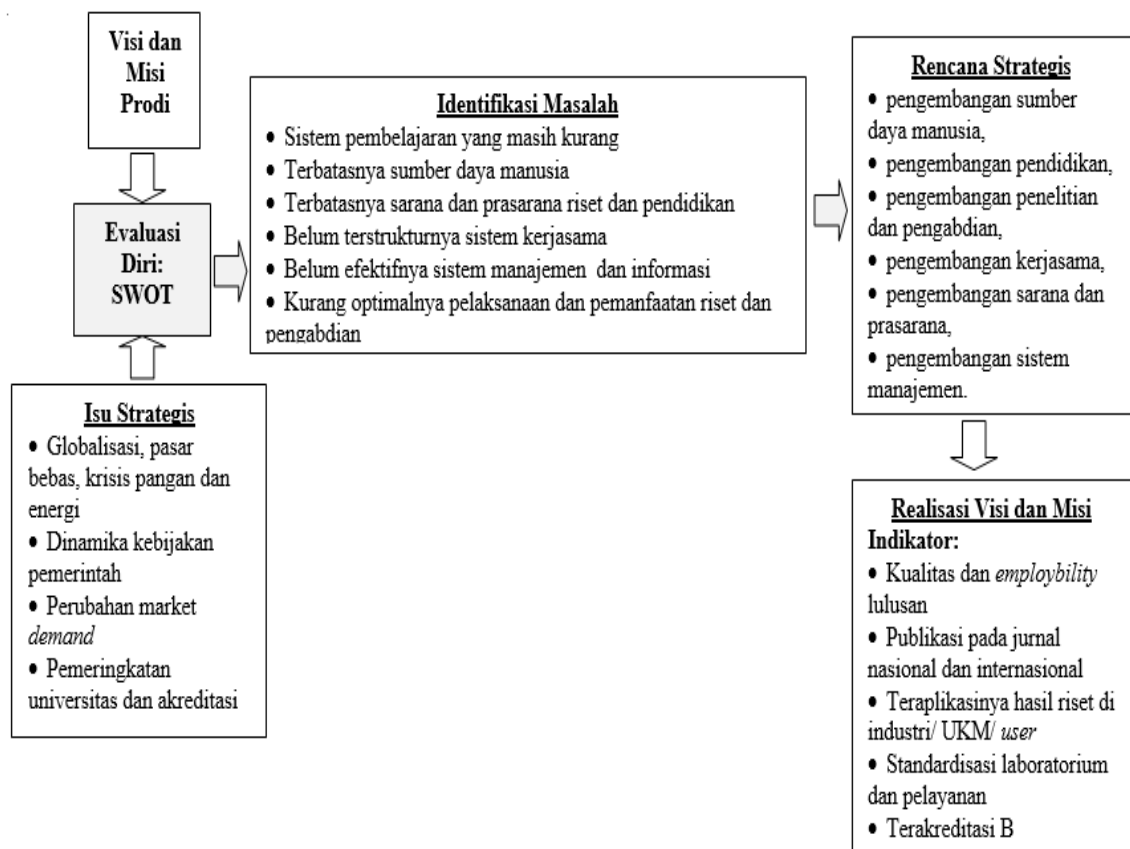 Visi dan
Misi
Prodi
Evaluasi
Diri:
SWOT
Isu Strategis
• Globalisasi, pasar
bebas, krisis pangan dan
energi
• Dinamika kebijakan
pemerintah
• Perubahan market
demand
• Pemeringkatan
universitas dan akreditasi
Identifikasi Masalah
• Sistem pembelajaran yang masih kurang
• Terbatasnya sumber daya manusia
• Terbatasnya sarana dan prasarana riset dan pendidikan
• Belum terstrukturnya sistem kerjasama
• Belum efektifnya sistem manajemen dan informasi
• Kurang optimalnya pelaksanaan dan pemanfaatan riset dan
pengabdian
Rencana Strategis
• pengembangan sumber
daya manusia,
• pengembangan pendidikan,
• pengembangan penelitian
dan pengabdian,
• pengembangan kerjasama,
• pengembangan sarana dan
prasarana,
• pengembangan sistem
manajemen.
Realisasi Visi dan Misi
Indikator:
• Kualitas dan employbility
lulusan
• Publikasi pada jurnal
nasional dan internasional
• Teraplikasinya hasil riset di
industri/ UKM/ user
• Standardisasi laboratorium
dan pelayanan
• Terakreditasi B